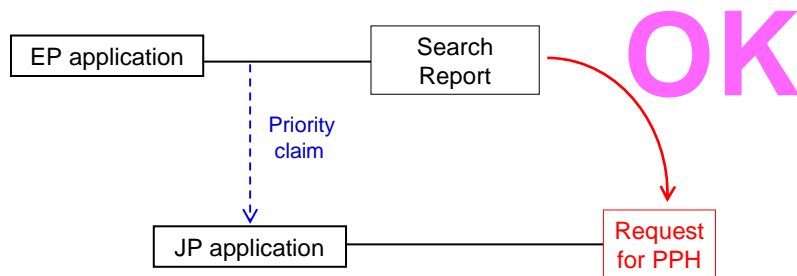 EP application
Search
Report
OK
Priority
claim
JP application
Request
for PPH